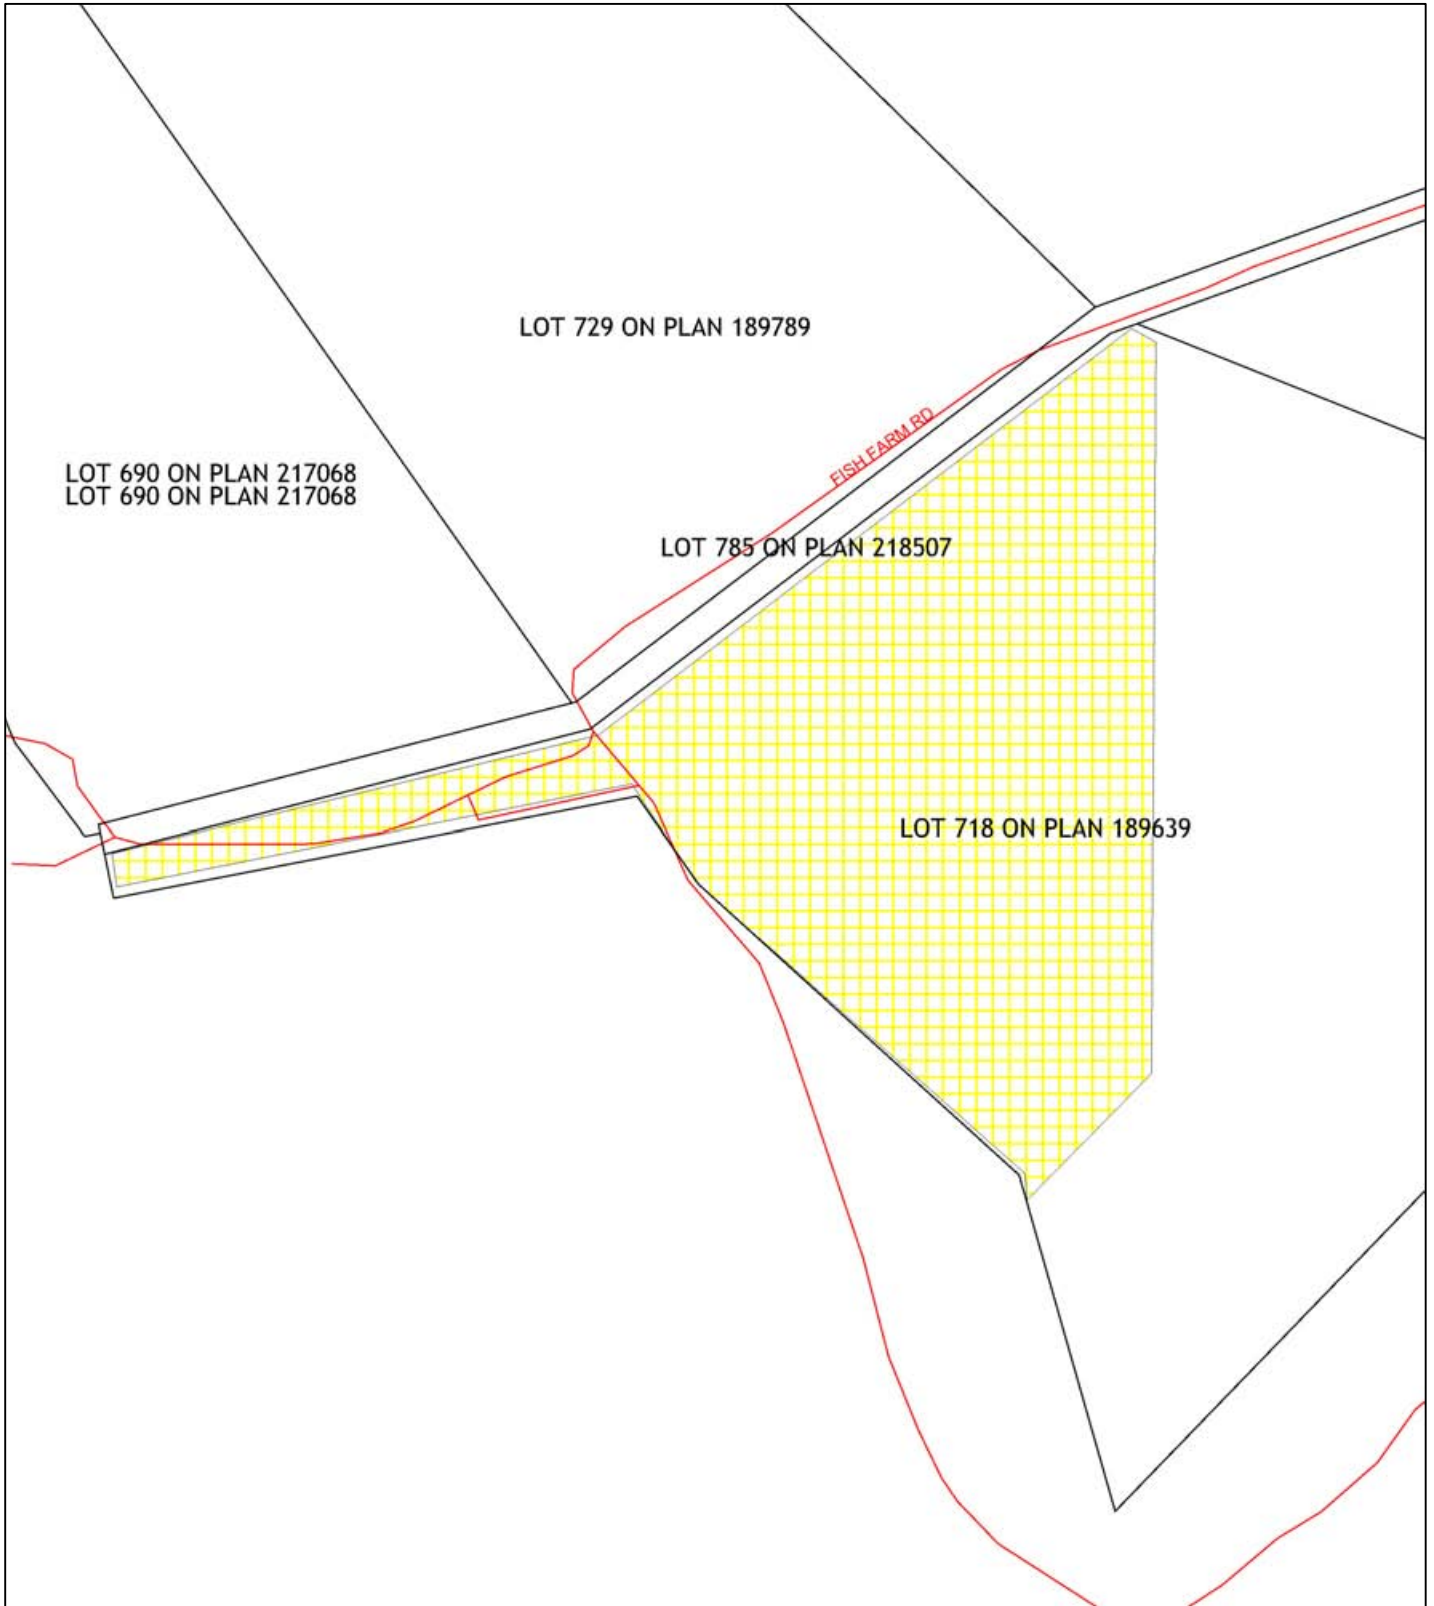 LOT 729 ON PLAN 189789
FISH FARM RD
LOT 690 ON PLAN 217068
LOT 690 ON PLAN 217068
LOT 785 ON PLAN 218507
LOT 718 ON PLAN 189639